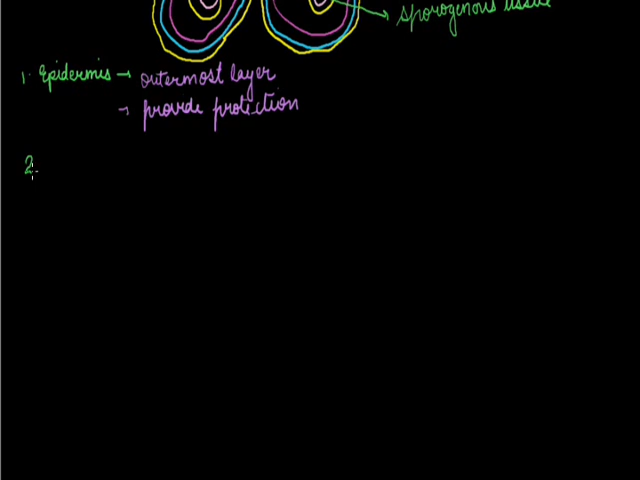 sporogenous tissue
1. Epidermis → outermost layer
→ provide protection
2.